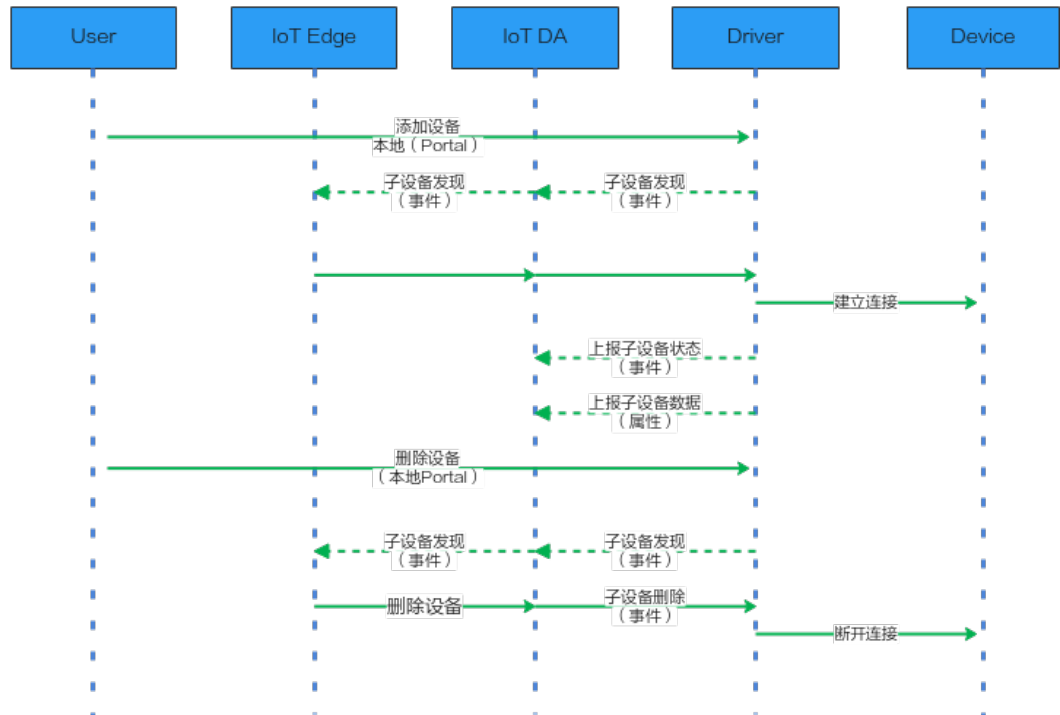 User
IoT Edge
IoT DA
Driver
Device
添加设备
本地（Portal）
子设备发现
（事件）
子设备发现
（事件）
建立连接
上报子设备状态
（事件）
上报子设备数据
（属性）
删除设备
（本地Portal）
子设备发现
（事件）
子设备发现
（事件）
删除设备
子设备删除
（事件）
断开连接